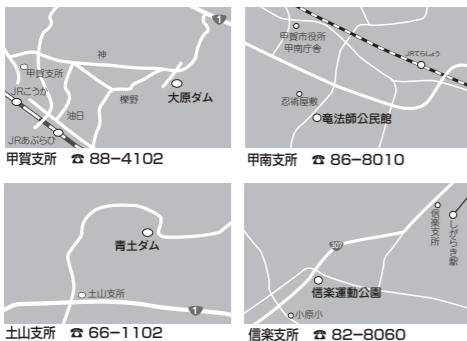 1
神
甲賀支所
JRこうか
油日
櫟野
大原ダム
JRあぶらひ
甲賀支所 ☎ 88−4102
甲賀市役所
甲南庁舎
JRてらしょう
忍術屋敷
竜法師公民館
甲南支所 ☎ 86−8010
青土ダム
土山支所
1
土山支所 ☎ 66−1102
信楽支所
しがらき駅
307
信楽運動公園
小原小
信楽支所 ☎ 82−8060